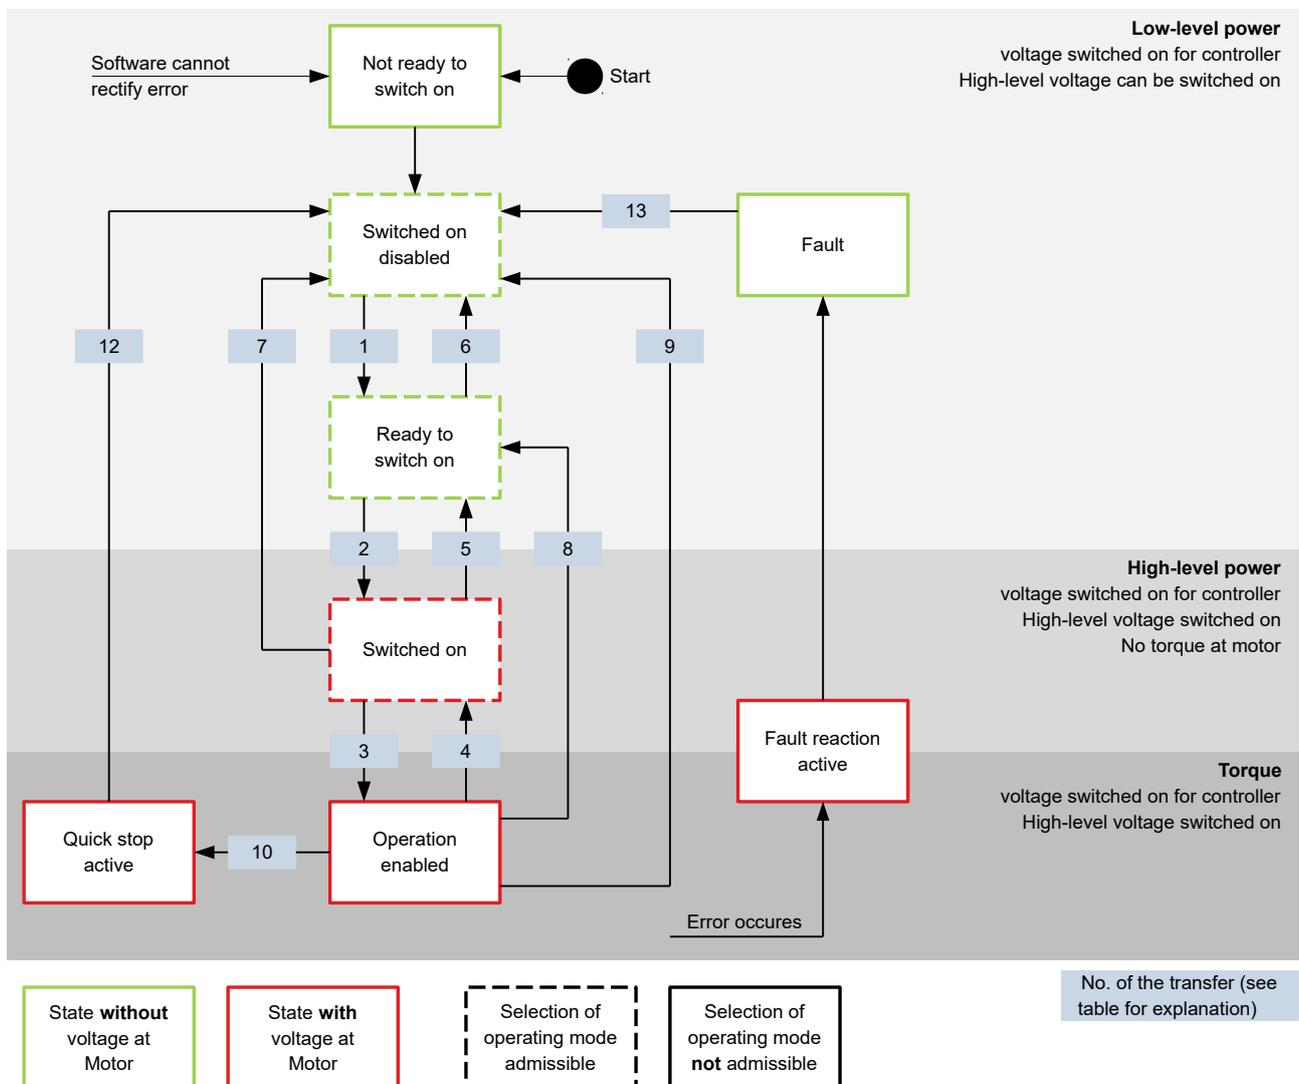 Low-level power
voltage switched on for controller
High-level voltage can be switched on
Software cannot
rectify error
Not ready to
switch on
Start
Switched on
disabled
13
Fault
12
7
1
6
9
Ready to
switch on
2
5
8
High-level power
voltage switched on for controller
High-level voltage switched on
No torque at motor
Switched on
3
4
Fault reaction
active
Torque
voltage switched on for controller
High-level voltage switched on
Quick stop
active
10
Operation
enabled
Error occures
State without
voltage at
Motor
State with
voltage at
Motor
Selection of
operating mode
admissible
Selection of
operating mode
not admissible
No. of the transfer (see
table for explanation)